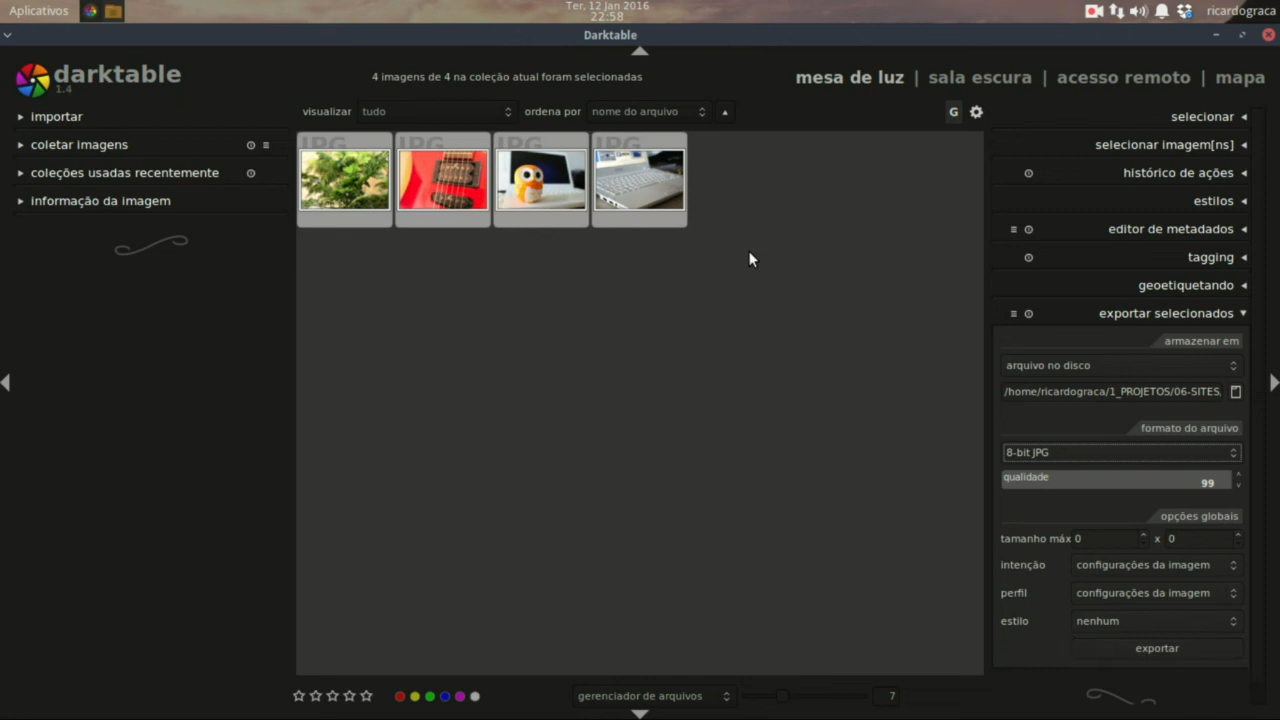 Aplicativos
Ter, 12 Jan 2016
22:58
ricardograca
Darktable
darktable
1.4
4 imagens de 4 na coleção atual foram selecionadas
mesa de luz | sala escura | acesso remoto | mapa
visualizar tudo ordena por nome do arquivo
G
importar
coletar imagens
coleções usadas recentemente
informação da imagem
JPG JPG JPG JPG
selecionar
selecionar imagem[ns]
histórico de ações
estilos
editor de metadados
tagging
geoetiquetando
exportar selecionados
armazenar em
arquivo no disco
/home/ricardograca/1_PROJETOS/06-SITES
formato do arquivo
8-bit JPG
qualidade
99
opções globais
tamanho máx 0 x 0
intenção configurações da imagem
perfil configurações da imagem
estilo nenhum
exportar
gerenciador de arquivos 7